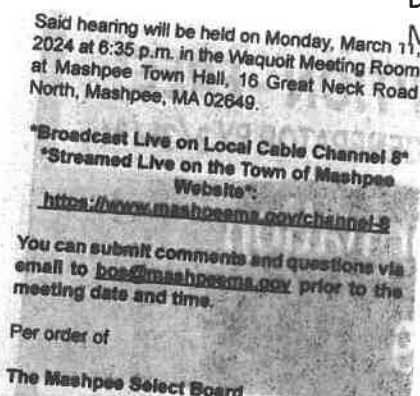 Said hearing will be held on Monday, March 11,
2024 at 6:35 p.m. in the Waquoit Meeting Room
at Mashpee Town Hall, 16 Great Neck Road
North, Mashpee, MA 02649.
*Broadcast Live on Local Cable Channel 8*
*Streamed Live on the Town of Mashpee
Website*:
https://www.mashpeema.gov/channel-8
You can submit comments and questions via
email to bos@mashpeema.gov prior to the
meeting date and time.
Per order of
The Mashpee Select Board